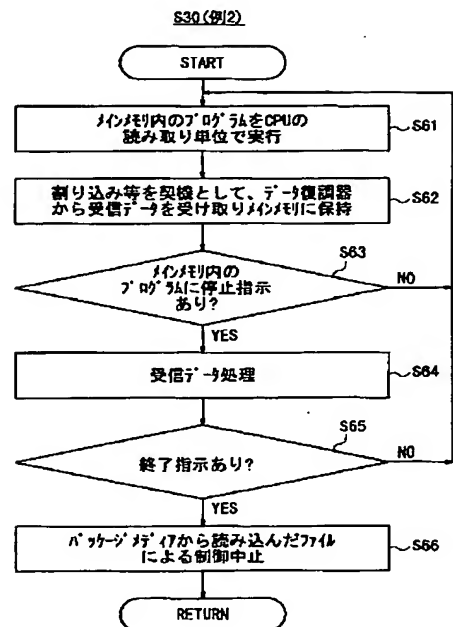 S30(例2)
START
メインメモリ内のプログラムをCPUの
読み取り単位で実行
S61
割り込み等を契機として、データ復調器
から受信データを受け取りメインメモリに保持
S62
S63
メインメモリ内の
プログラムに停止指示
あり?
NO
YES
受信データ処理
S64
S65
終了指示あり?
NO
YES
パッケージメディアから読み込んだファイル
による制御中止
S66
RETURN